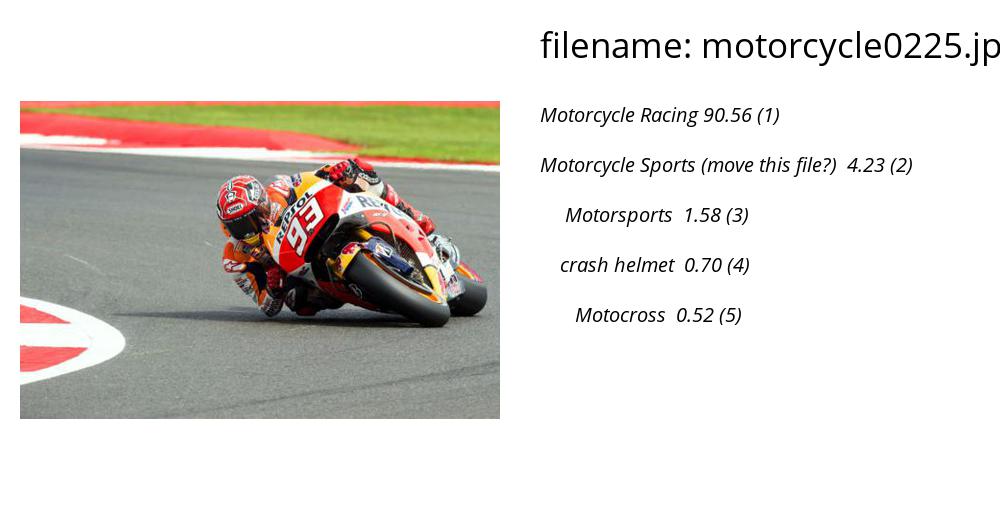 filename: motorcycle0225.jp
Motorcycle Racing 90.56 (1)
Motorcycle Sports (move this file?) 4.23 (2)
Motorsports 1.58 (3)
crash helmet 0.70 (4)
Motocross 0.52 (5)
REPSOL
93